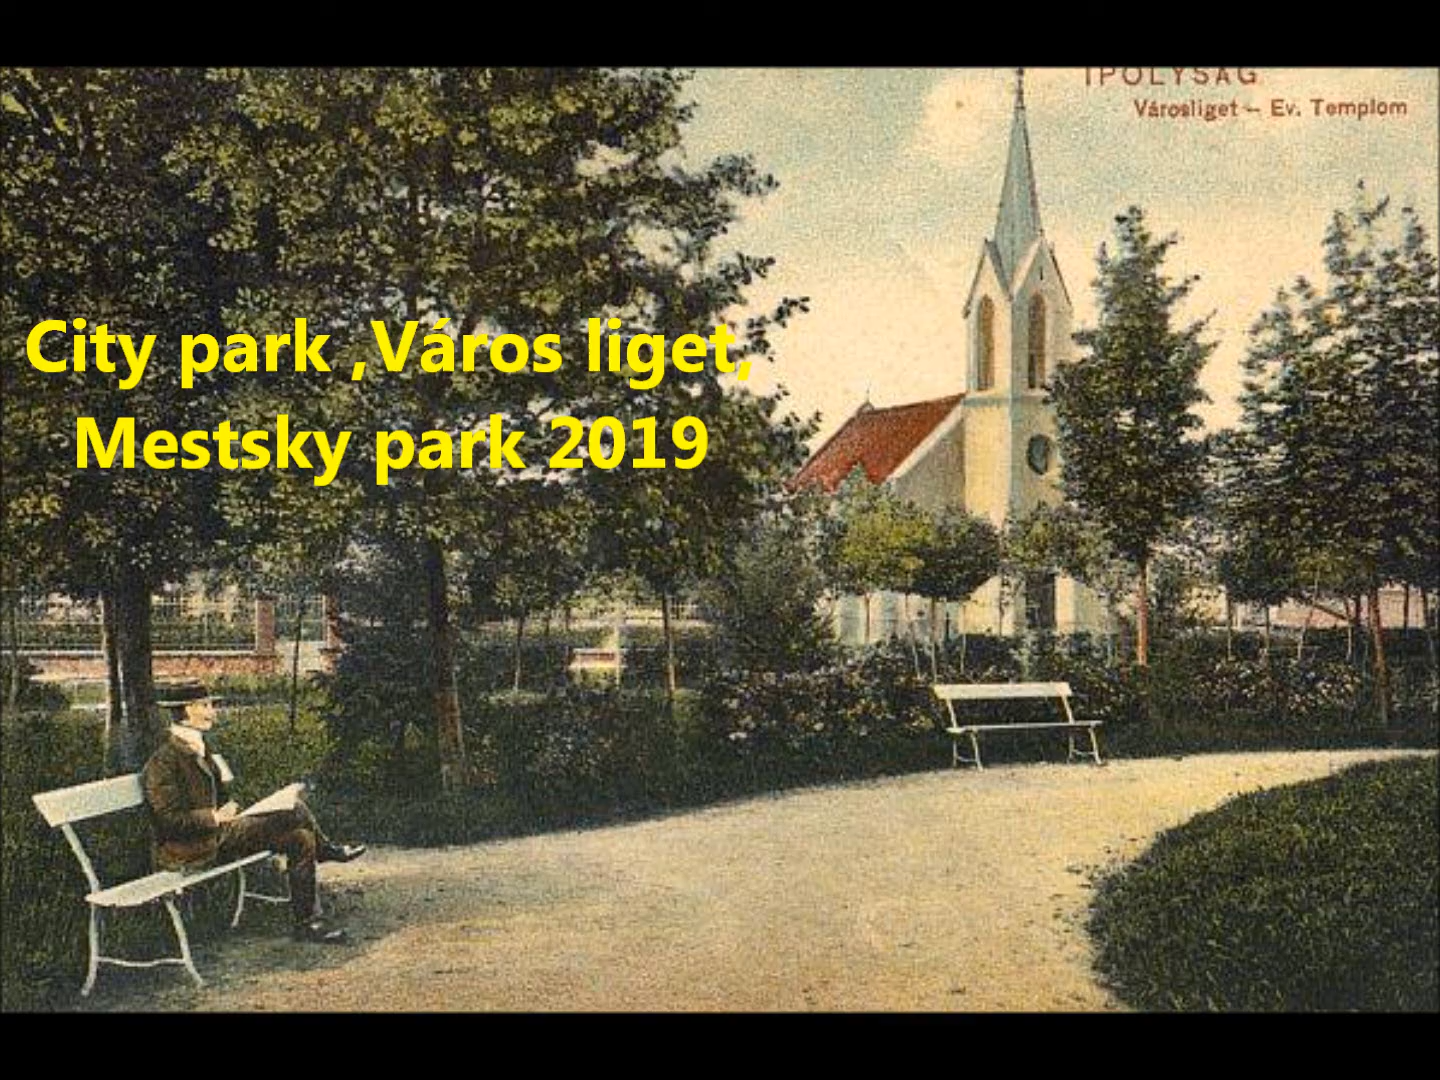 IPOLYSÁG
Városliget – Ev. Templom
City park ,Város liget,
Mestsky park 2019